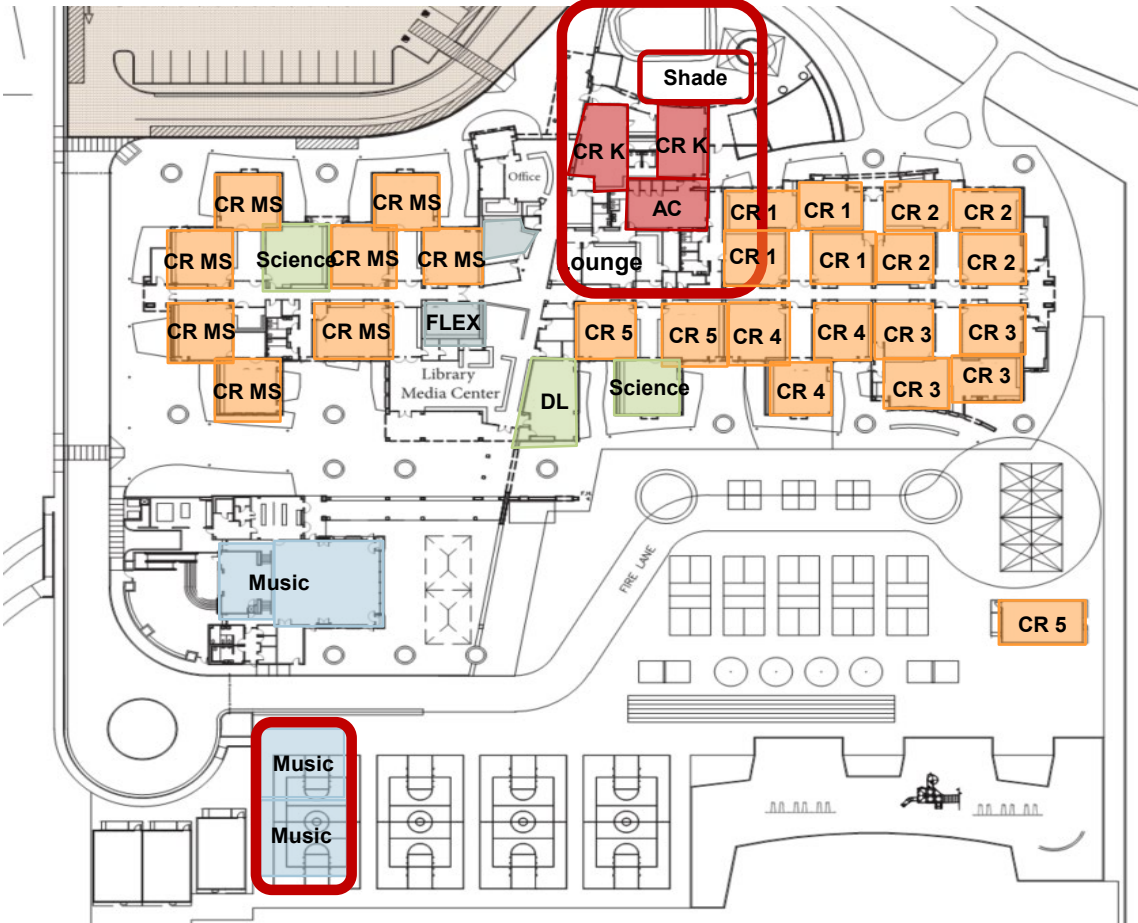 Shade
CR K
CR K
Office
CR MS
CR MS
AC
CR 1
CR 1
CR 2
CR 2
CR MS
Science
CR MS
CR MS
ounge
CR 1
CR 1
CR 2
CR 2
CR MS
CR MS
FLEX
CR 5
CR 5
CR 4
CR 4
CR 3
CR 3
Library
Media Center
CR MS
DL
Science
CR 4
CR 3
CR 3
FIRE LANE
Music
CR 5
Music
Music